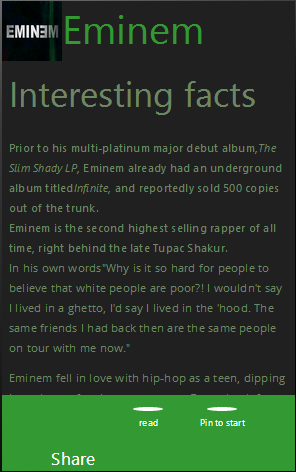 EMINEM Eminem
Interesting facts
Prior to his multi-platinum major debut album,The
Slim Shady LP, Eminem already had an underground
album titledInfinite, and reportedly sold 500 copies
out of the trunk.
Eminem is the second highest selling rapper of all
time, right behind the late Tupac Shakur.
In his own words"Why is it so hard for people to
believe that white people are poor?! I wouldn't say
I lived in a ghetto, I'd say I lived in the 'hood. The
same friends I had back then are the same people
on tour with me now."
Eminem fell in love with hip-hop as a teen, dipping
read Pin to start
Share